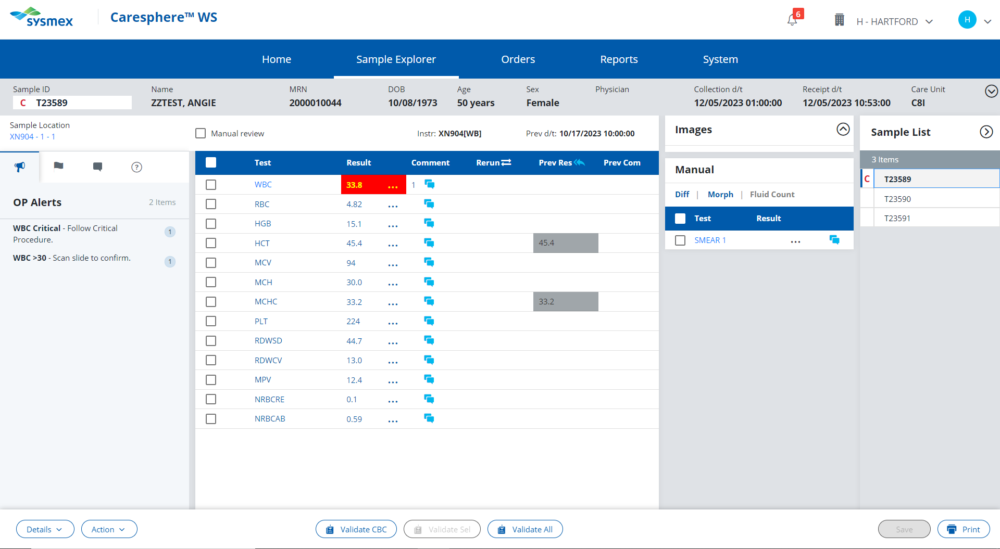 sysmex
Caresphere™ WS
6
H - HARTFORD
H
Home
Sample Explorer
Orders
Reports
System
Sample ID Name MRN DOB Age Sex Physician Collection d/t Receipt d/t Care Unit
C T23589 ZZTEST, ANGIE 2000010044 10/08/1973 50 years Female 12/05/2023 01:00:00 12/05/2023 10:53:00 C8I
Sample Location
XN904 - 1 - 1
Manual review
Instr: XN904[WB]
Prev d/t: 10/17/2023 10:00:00
?
OP Alerts
2 Items
WBC Critical - Follow Critical
Procedure.
1
WBC >30 - Scan slide to confirm.
1
Test Result Comment Rerun Prev Res Prev Com
WBC 33.8 ... 1
RBC 4.82 ...
HGB 15.1 ...
HCT 45.4 ... 45.4
MCV 94 ...
MCH 30.0 ...
MCHC 33.2 ... 33.2
PLT 224 ...
RDWSD 44.7 ...
RDWCV 13.0 ...
MPV 12.4 ...
NRBCRE 0.1 ...
NRBCAB 0.59 ...
Images
Manual
Diff | Morph | Fluid Count
Test Result
SMEAR 1 ...
Sample List
3 Items
C T23589
T23590
T23591
Details
Action
Validate CBC
Validate Sel
Validate All
Save
Print